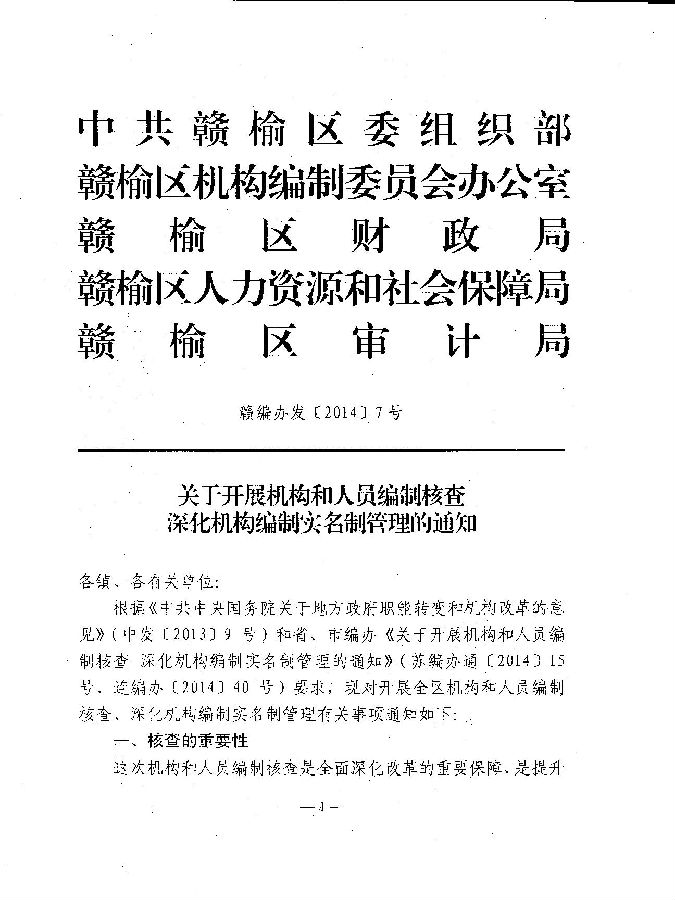 中共赣榆区委组织部
赣榆区机构编制委员会办公室
赣榆区财政局
赣榆区人力资源和社会保障局
赣榆区审计局
赣编办发〔2014〕7号
关于开展机构和人员编制核查
深化机构编制实名制管理的通知
各镇、各有关单位：
根据《中共中央国务院关于地方政府职能转变和机构改革的意
见》（中发〔2013〕9号）和省、市编办《关于开展机构和人员编
制核查 深化机构编制实名制管理的通知》（苏编办通〔2014〕15
号、连编办〔2014〕40号）要求，现对开展全区机构和人员编制
核查、深化机构编制实名制管理有关事项通知如下：
一、核查的重要性
这次机构和人员编制核查是全面深化改革的重要保障、是提升